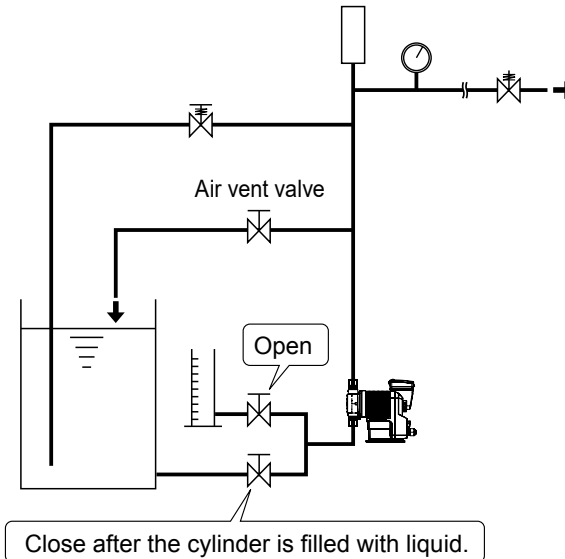 Air vent valve
Open
Close after the cylinder is filled with liquid.